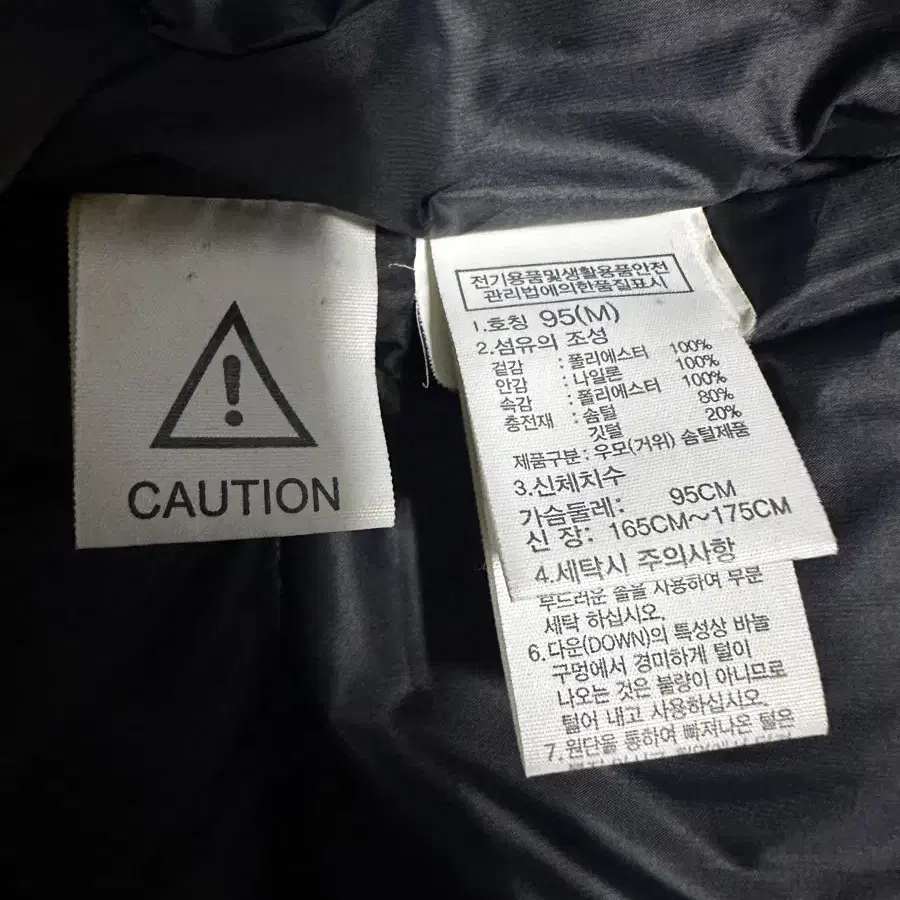 CAUTION
전기용품및생활용품안전
관리법에의한품질표시
1.호칭 95(M)
2.섬유의 조성
겉감 : 폴리에스터 100%
안감 : 나일론 100%
속감 : 폴리에스터 100%
충전재 : 솜털 80%
깃털 20%
제품구분 : 우모(거위) 솜털제품
3.신체치수
가슴둘레: 95CM
신 장: 165CM~175CM
4.세탁시 주의사항
부드러운 솔을 사용하여 부분
세탁 하십시오.
6.다운(DOWN)의 특성상 바늘
구멍에서 경미하게 털이
나오는 것은 불량이 아니므로
털어 내고 사용하십시오.
7.원단을 통하여 빠져나온 털은